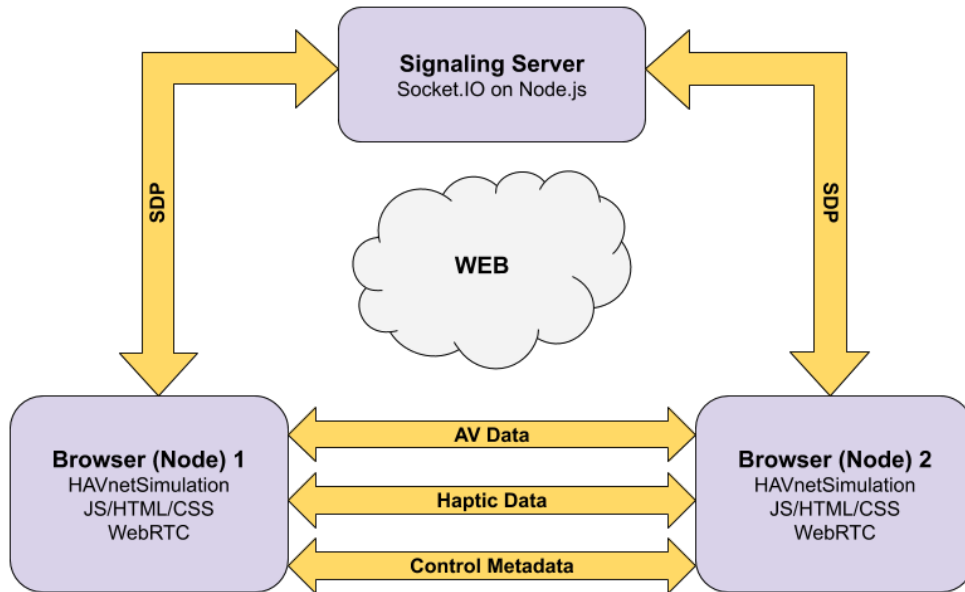 Signaling Server
Socket.IO on Node.js
SDP
SDP
WEB
Browser (Node) 1
HAVnetSimulation
JS/HTML/CSS
WebRTC
AV Data
Haptic Data
Control Metadata
Browser (Node) 2
HAVnetSimulation
JS/HTML/CSS
WebRTC